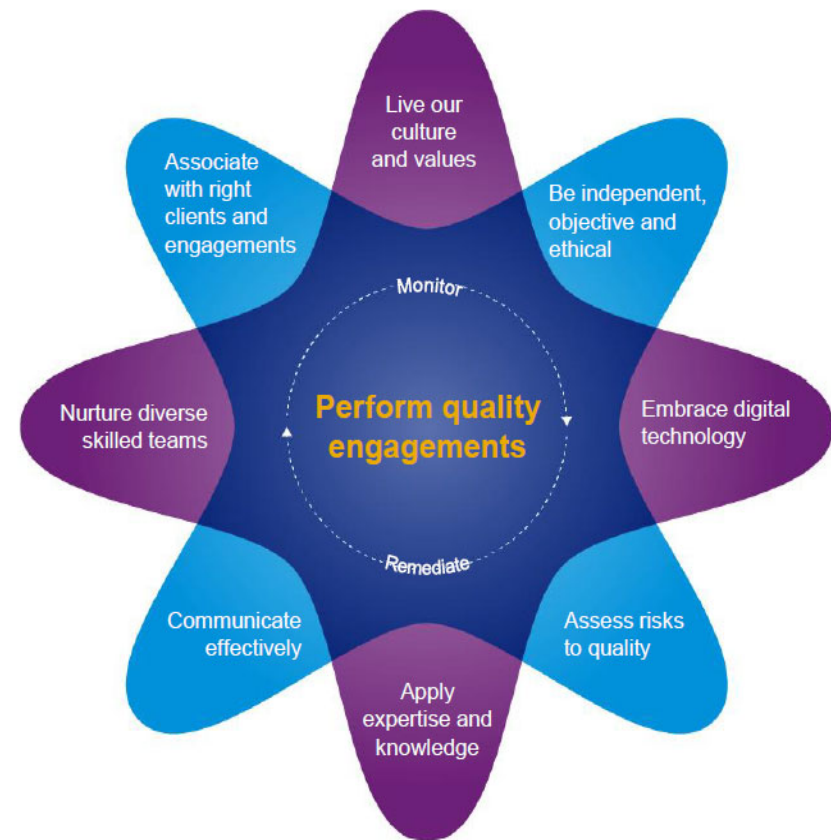 Live our
culture
and values
Be independent,
objective and
ethical
Embrace digital
technology
Assess risks
to quality
Apply
expertise and
knowledge
Communicate
effectively
Nurture diverse
skilled teams
Associate
with right
clients and
engagements
Monitor
Perform quality
engagements
Remediate